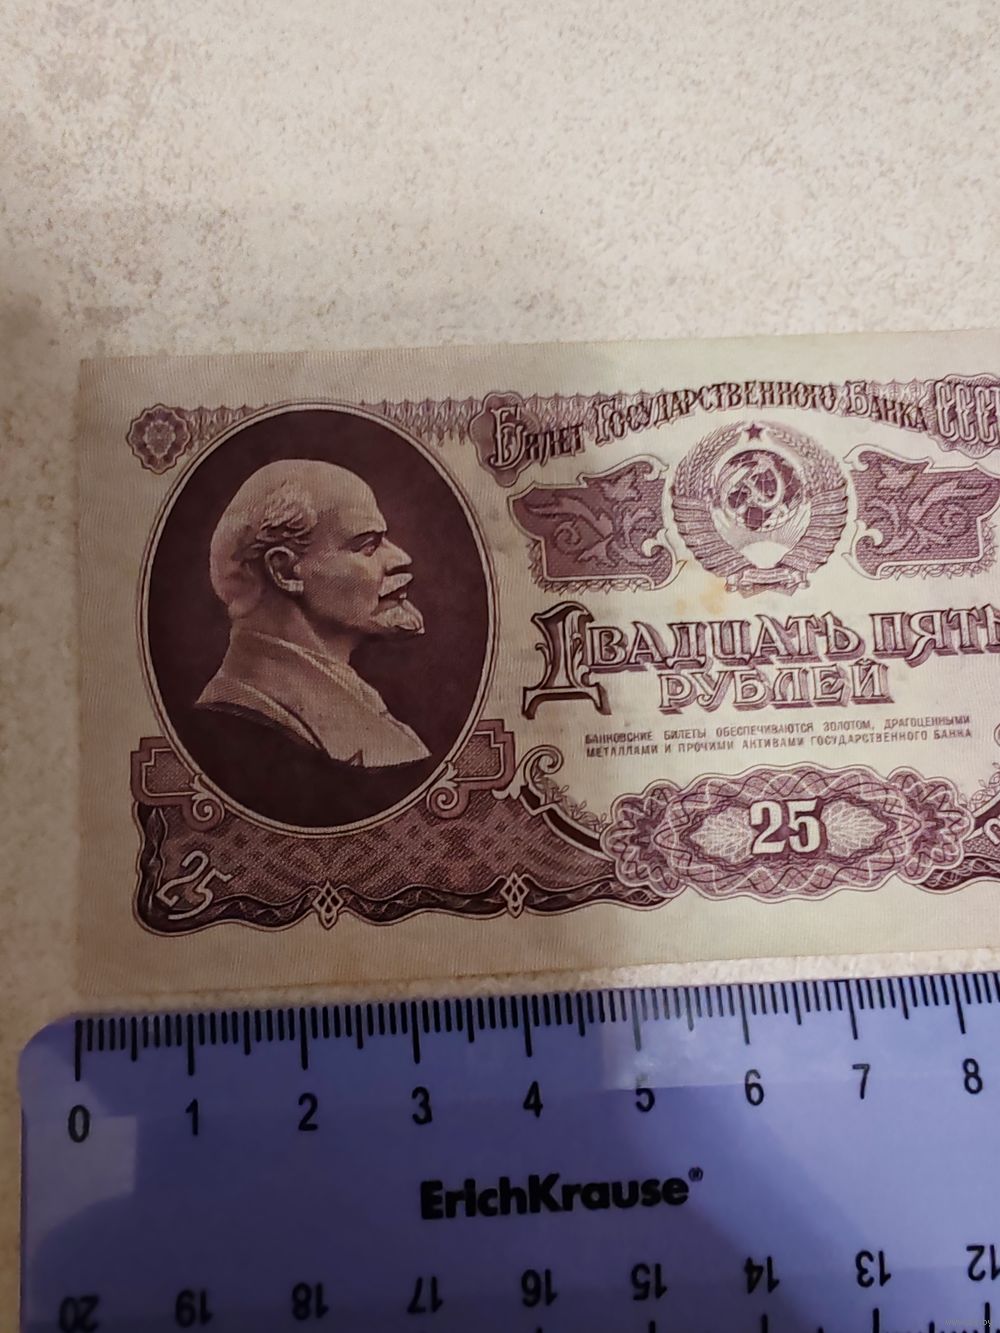 Билет Государственного Банка СССР
Двадцать пять
рублей
БАНКОВСКИЕ БИЛЕТЫ ОБЕСПЕЧИВАЮТСЯ ЗОЛОТОМ, ДРАГОЦЕННЫМИ
МЕТАЛЛАМИ И ПРОЧИМИ АКТИВАМИ ГОСУДАРСТВЕННОГО БАНКА
25
25
0 1 2 3 4 5 6 7 8
ErichKrause®
20 19 18 17 16 15 14 13 12